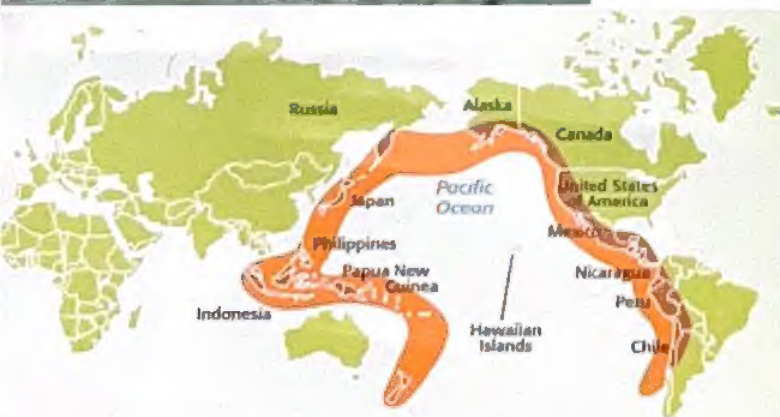 Russia
Alaska
Canada
Pacific
Ocean
United States
of America
Japan
Mexico
Philippines
Papua New
Guinea
Nicaragua
Indonesia
Peru
Hawaiian
Islands
Chile